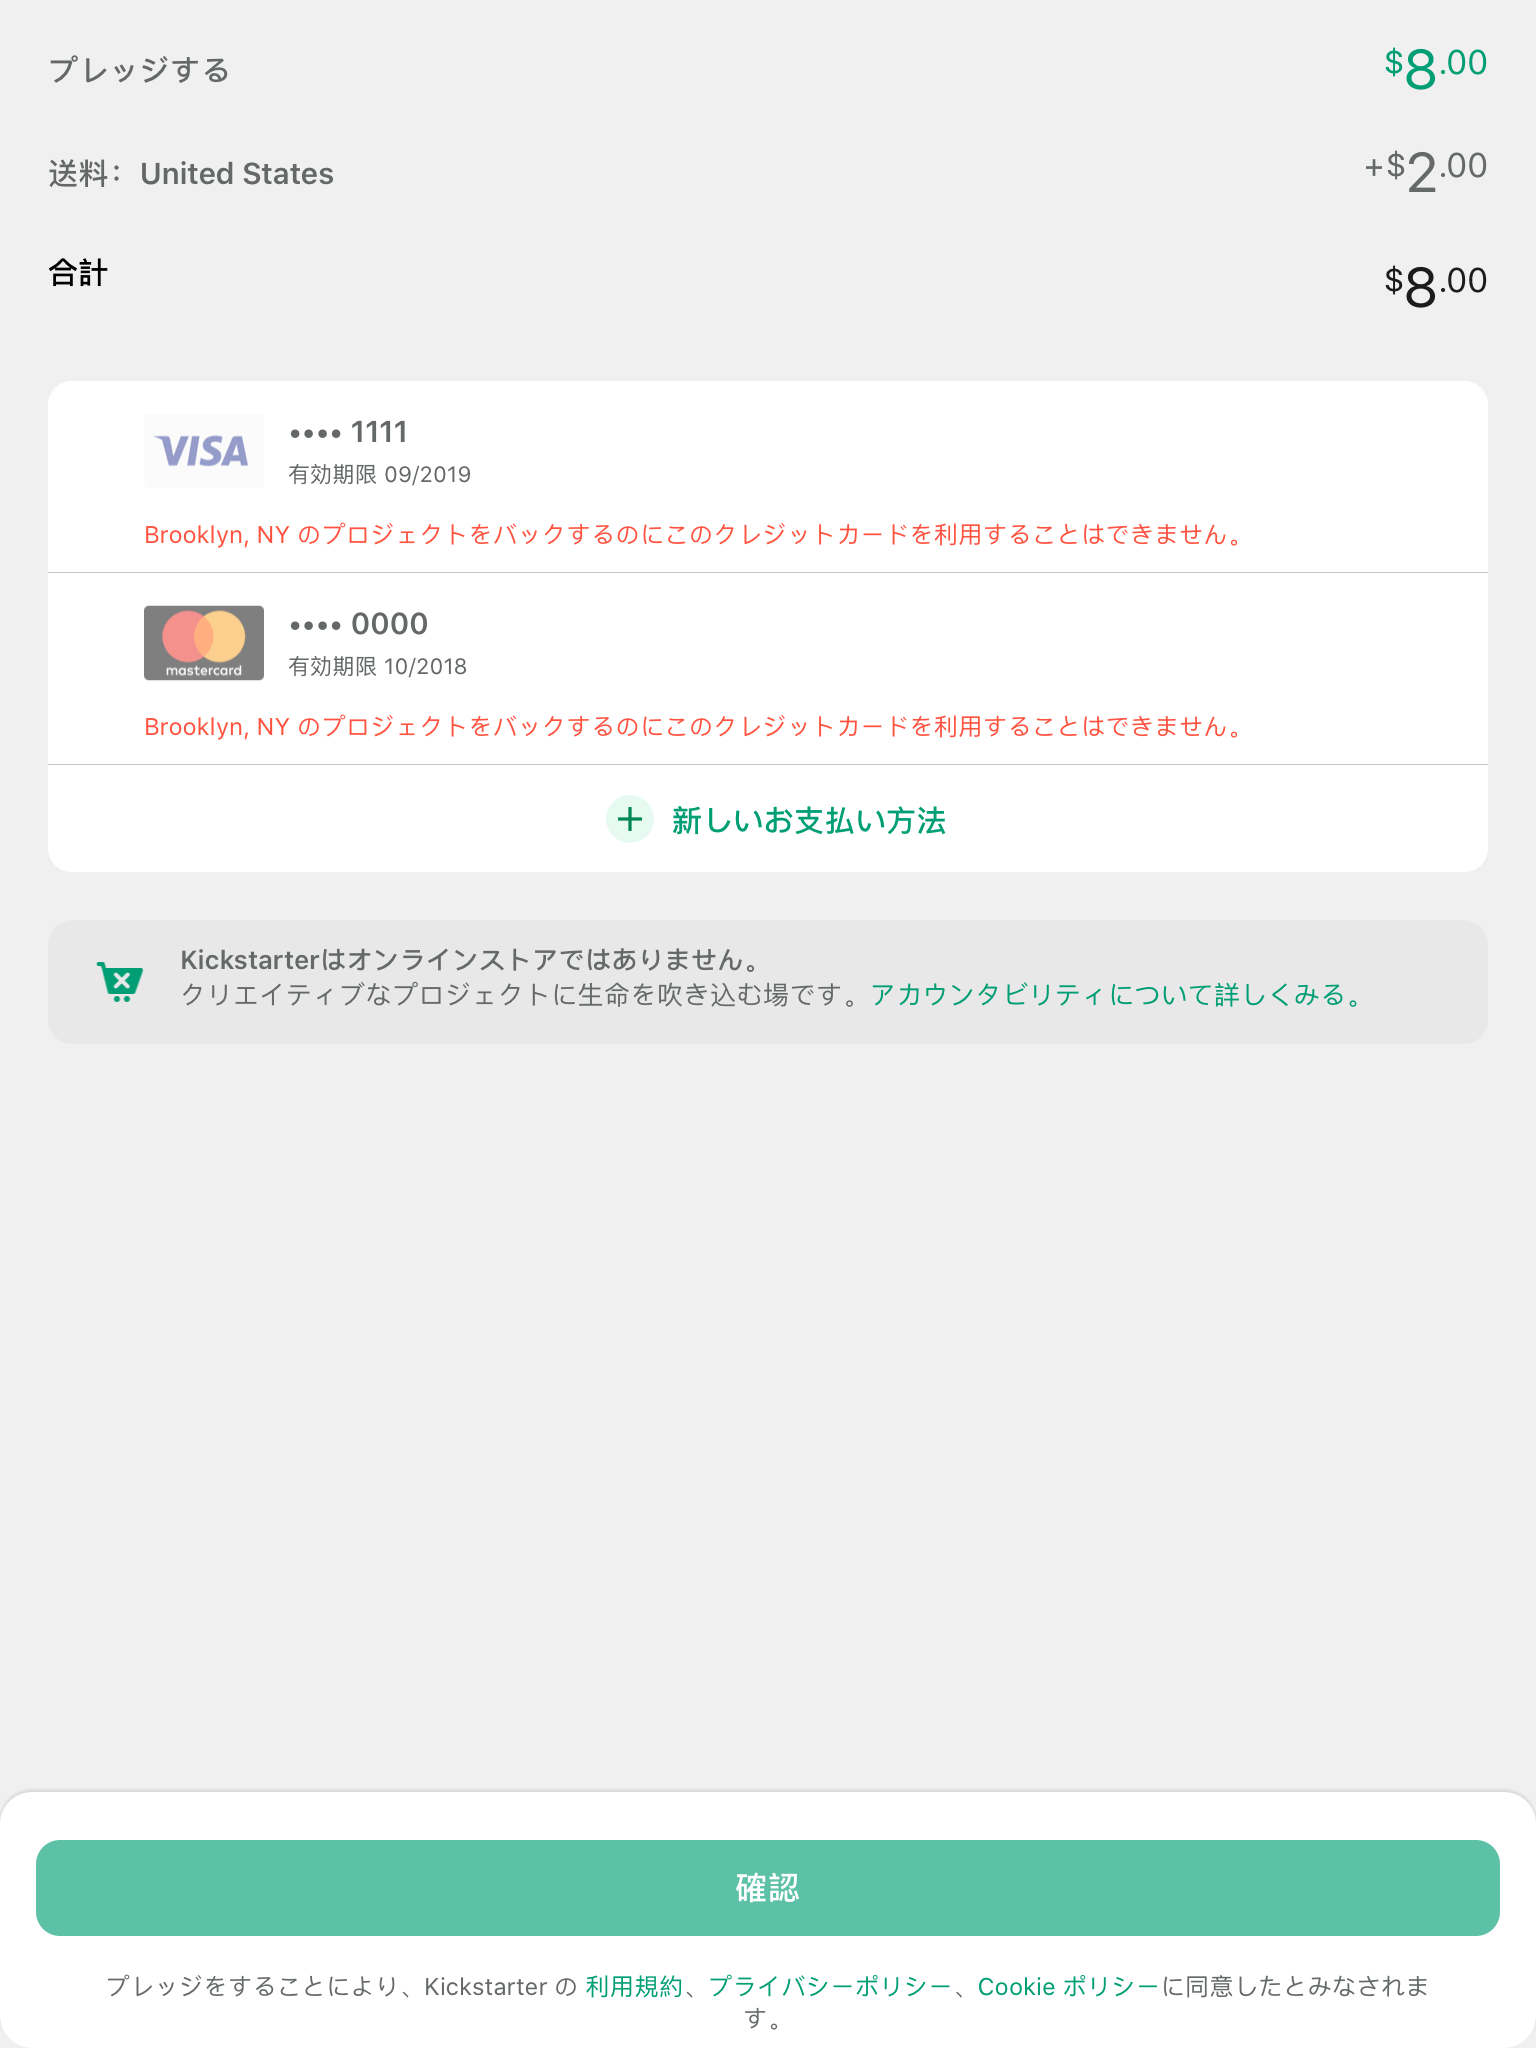 プレッジする
$8.00
送料： United States
+$2.00
合計
$8.00
VISA
•••• 1111
有効期限 09/2019
Brooklyn, NY のプロジェクトをバックするのにこのクレジットカードを利用することはできません。
mastercard
•••• 0000
有効期限 10/2018
Brooklyn, NY のプロジェクトをバックするのにこのクレジットカードを利用することはできません。
新しいお支払い方法
Kickstarterはオンラインストアではありません。
クリエイティブなプロジェクトに生命を吹き込む場です。アカウンタビリティについて詳しくみる。
確認
プレッジをすることにより、Kickstarter の 利用規約、プライバシーポリシー、Cookie ポリシーに同意したとみなされま
す。